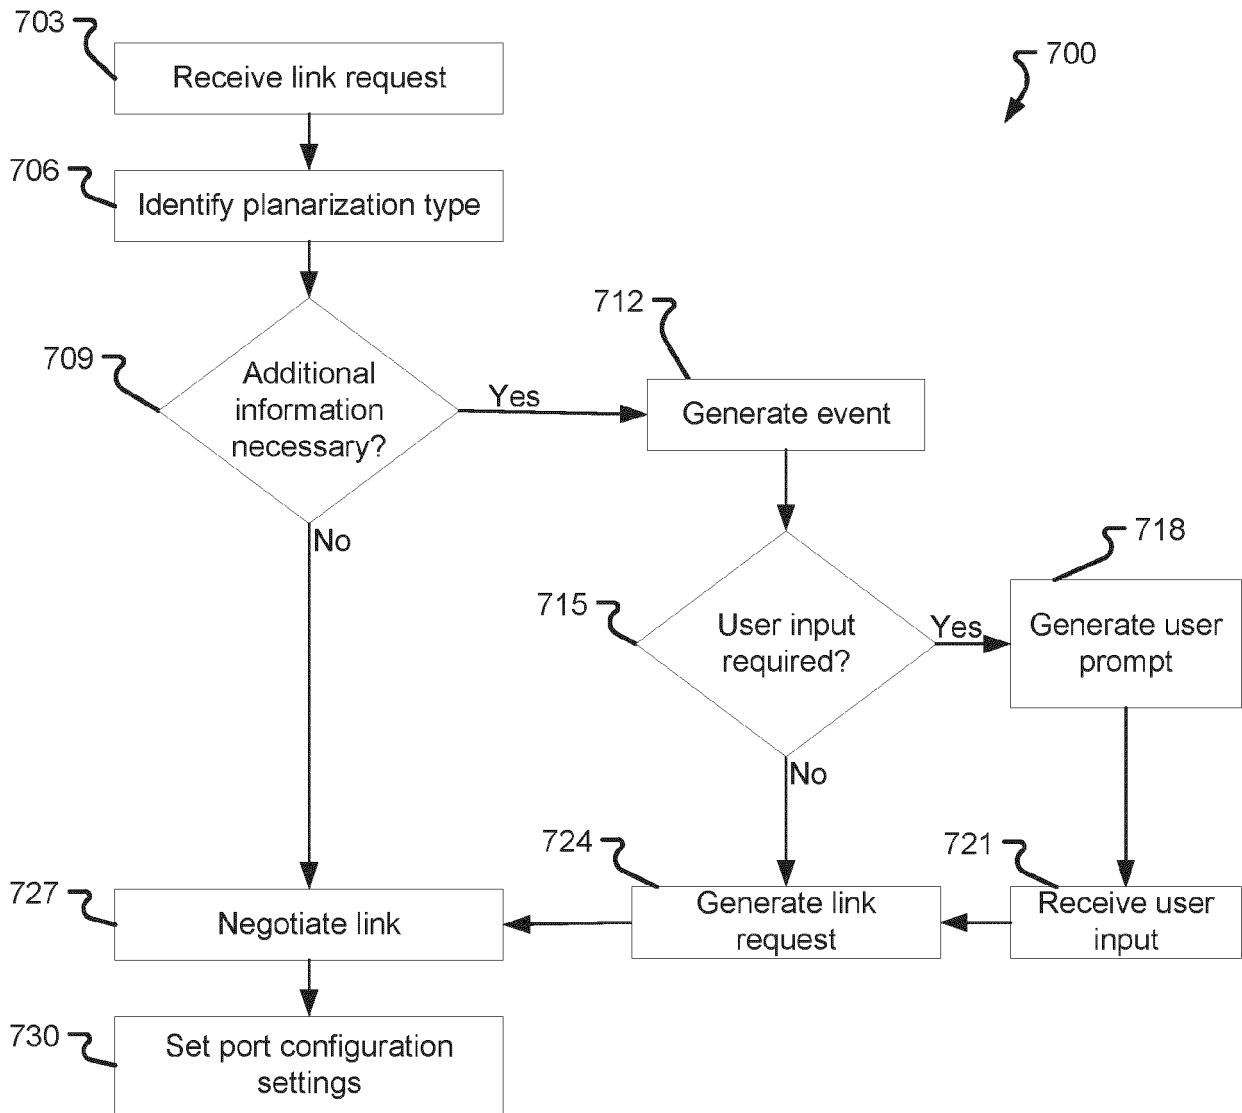 703
Receive link request
700
706
Identify planarization type
712
709
Additional
information
necessary?
Yes
Generate event
No
718
715
User input
required?
Yes
Generate user
prompt
No
724
721
727
Negotiate link
Generate link
request
Receive user
input
730
Set port configuration
settings